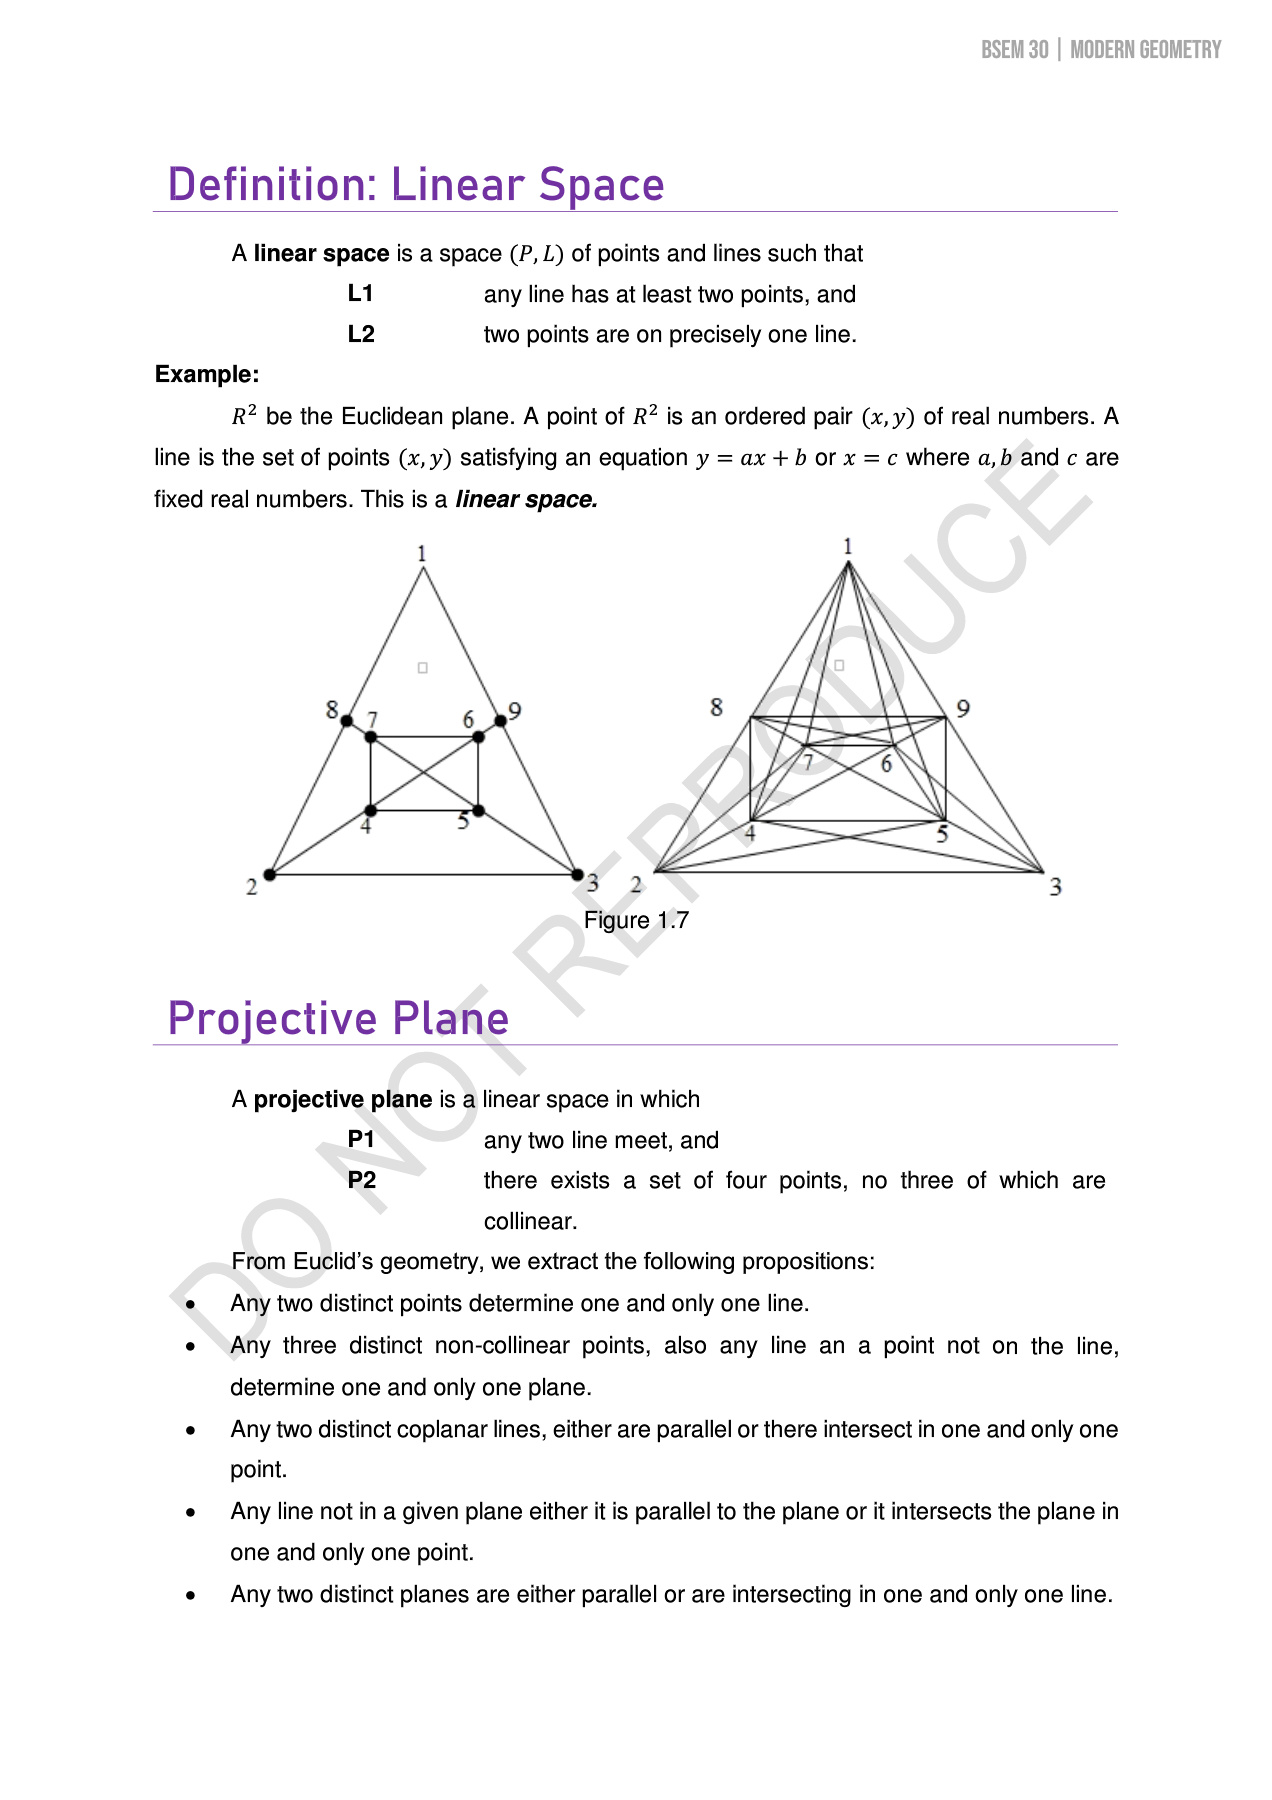 BSEM 30 | MODERN GEOMETRY
Definition: Linear Space
A linear space is a space (P, L) of points and lines such that
L1 any line has at least two points, and
L2 two points are on precisely one line.
Example:
R² be the Euclidean plane. A point of R² is an ordered pair (x, y) of real numbers. A
line is the set of points (x, y) satisfying an equation y = ax + b or x = c where a, b and c are
fixed real numbers. This is a linear space.
1
8 7 6 9
4 5
2 3
1
8 9
7 6
4 5
2 3
Figure 1.7
Projective Plane
A projective plane is a linear space in which
P1 any two line meet, and
P2 there exists a set of four points, no three of which are
collinear.
From Euclid's geometry, we extract the following propositions:
• Any two distinct points determine one and only one line.
• Any three distinct non-collinear points, also any line an a point not on the line,
determine one and only one plane.
• Any two distinct coplanar lines, either are parallel or there intersect in one and only one
point.
• Any line not in a given plane either it is parallel to the plane or it intersects the plane in
one and only one point.
• Any two distinct planes are either parallel or are intersecting in one and only one line.
DO NOT REPRODUCE